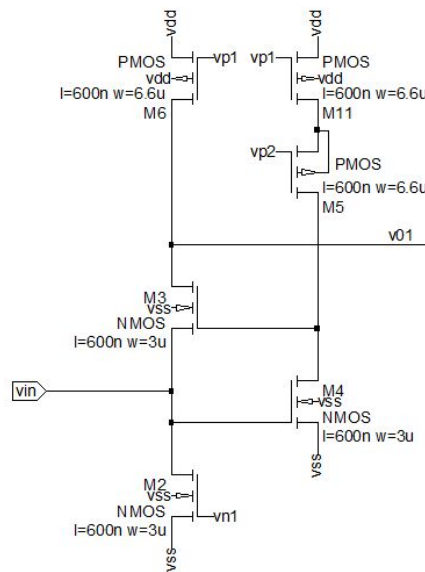 vdd
vdd
PMOS
vp1
vp1
PMOS
vdd
vdd
l=600n w=6.6u
l=600n w=6.6u
M6
M11
vp2
PMOS
l=600n w=6.6u
M5
v01
M3
vss
NMOS
l=600n w=3u
vin
M4
vss
NMOS
l=600n w=3u
vss
M2
vss
NMOS
vn1
l=600n w=3u
vss